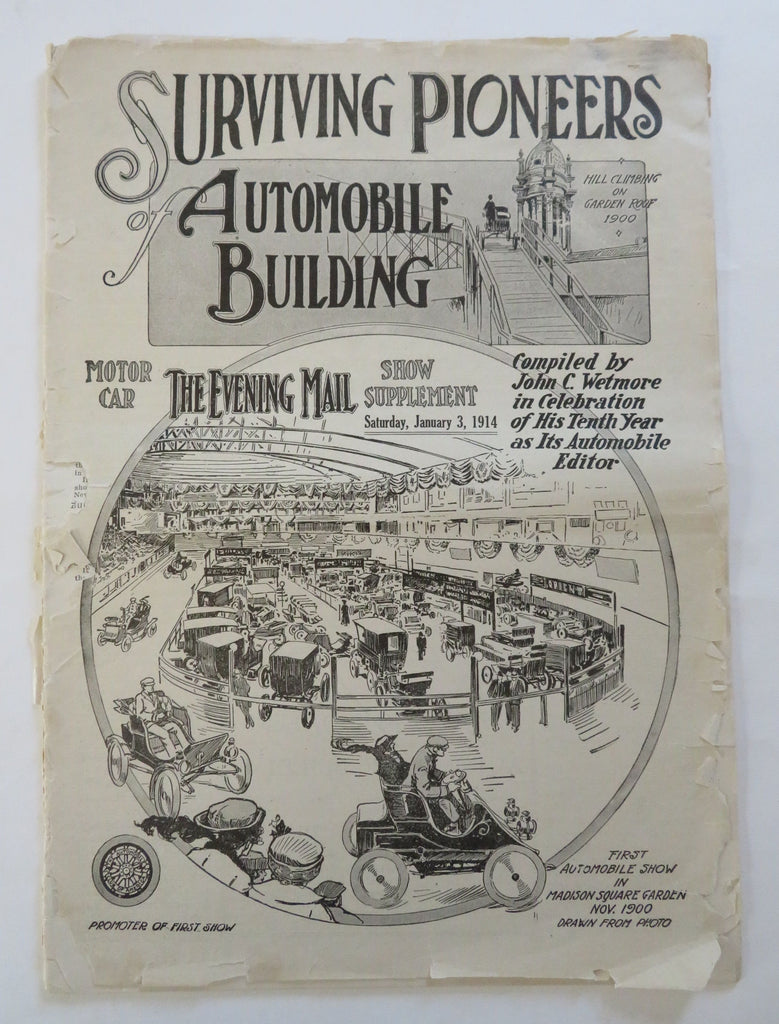 SURVIVING PIONEERS
of AUTOMOBILE
BUILDING
HILL CLIMBING
ON
GARDEN ROOF
1900
MOTOR
CAR
THE EVENING MAIL
SHOW
SUPPLEMENT
Saturday, January 3, 1914
Compiled by
John C. Wetmore
in Celebration
of His Tenth Year
as Its Automobile
Editor
ORIENT
PROMOTER OF FIRST SHOW
FIRST
AUTOMOBILE SHOW
IN
MADISON SQUARE GARDEN
NOV. 1900
DRAWN FROM PHOTO